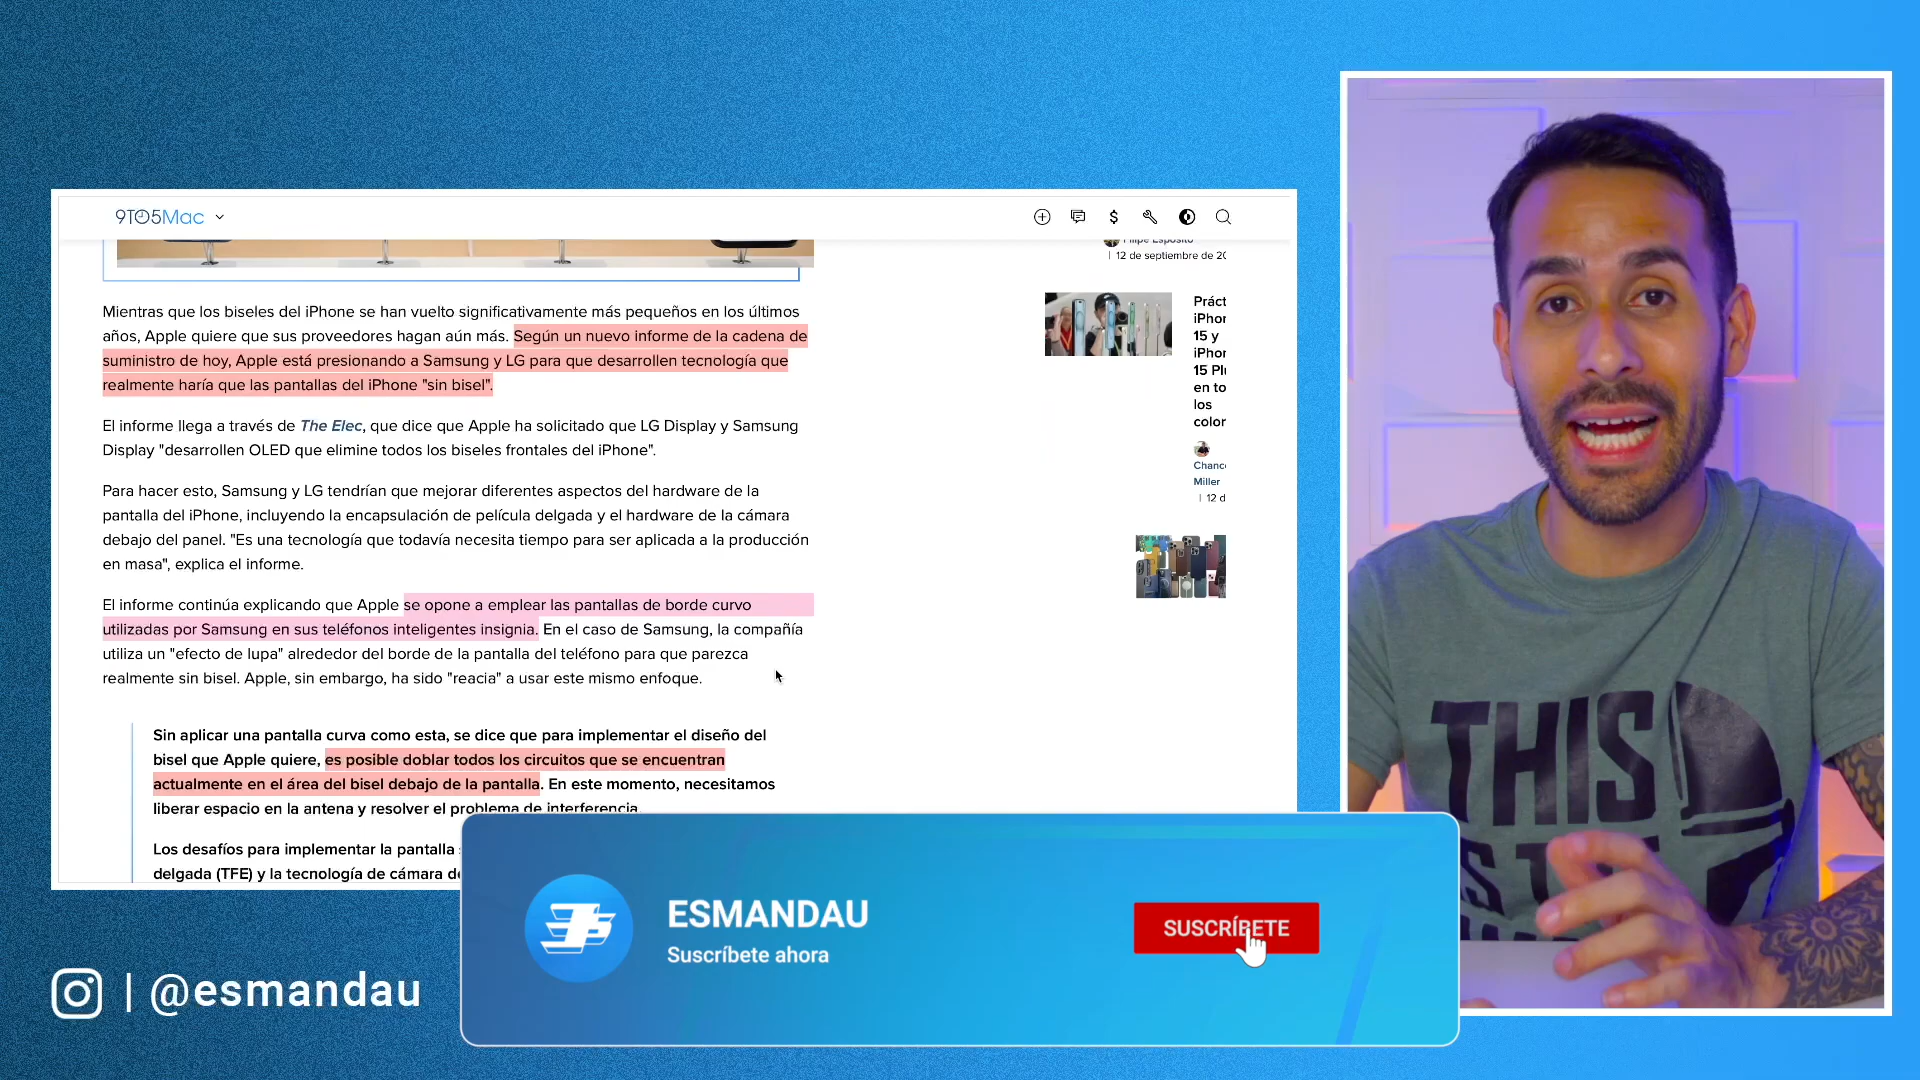 9TO5Mac
Filipe Esposito
| 12 de septiembre de 20
Mientras que los biseles del iPhone se han vuelto significativamente más pequeños en los últimos
años, Apple quiere que sus proveedores hagan aún más. Según un nuevo informe de la cadena de
suministro de hoy, Apple está presionando a Samsung y LG para que desarrollen tecnología que
realmente haría que las pantallas del iPhone "sin bisel".
El informe llega a través de The Elec, que dice que Apple ha solicitado que LG Display y Samsung
Display "desarrollen OLED que elimine todos los biseles frontales del iPhone".
Para hacer esto, Samsung y LG tendrían que mejorar diferentes aspectos del hardware de la
pantalla del iPhone, incluyendo la encapsulación de película delgada y el hardware de la cámara
debajo del panel. "Es una tecnología que todavía necesita tiempo para ser aplicada a la producción
en masa", explica el informe.
El informe continúa explicando que Apple se opone a emplear las pantallas de borde curvo
utilizadas por Samsung en sus teléfonos inteligentes insignia. En el caso de Samsung, la compañía
utiliza un "efecto de lupa" alrededor del borde de la pantalla del teléfono para que parezca
realmente sin bisel. Apple, sin embargo, ha sido "reacia" a usar este mismo enfoque.
Sin aplicar una pantalla curva como esta, se dice que para implementar el diseño del
bisel que Apple quiere, es posible doblar todos los circuitos que se encuentran
actualmente en el área del bisel debajo de la pantalla. En este momento, necesitamos
liberar espacio en la antena y resolver el problema de interferencia.
Los desafíos para implementar la pantalla
delgada (TFE) y la tecnología de cámara de
Práct
iPhor
15 y
iPhor
15 Plu
en to
los
color
Chance
Miller
| 12 d
ESMANDAU
Suscríbete ahora
SUSCRÍBETE
| @esmandau
THIS